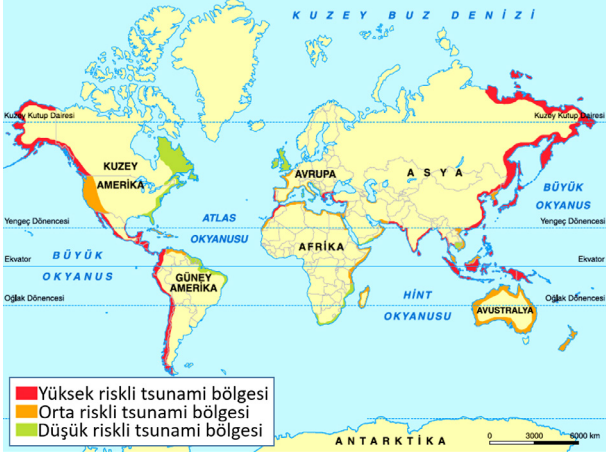 KUZEY BUZ DENİZİ
Kuzey Kutup Dairesi
Kuzey Kutup Dairesi
KUZEY
AMERİKA
AVRUPA
ASYA
BÜYÜK
OKYANUS
ATLAS
OKYANUSU
Yengeç Dönencesi
Yengeç Dönencesi
AFRİKA
BÜYÜK
OKYANUS
Ekvator
Ekvator
GÜNEY
AMERİKA
HİNT
OKYANUSU
Oğlak Dönencesi
Oğlak Dönencesi
AVUSTRALYA
Yüksek riskli tsunami bölgesi
Orta riskli tsunami bölgesi
Düşük riskli tsunami bölgesi
ANTARKTİKA
0 3000 6000 km